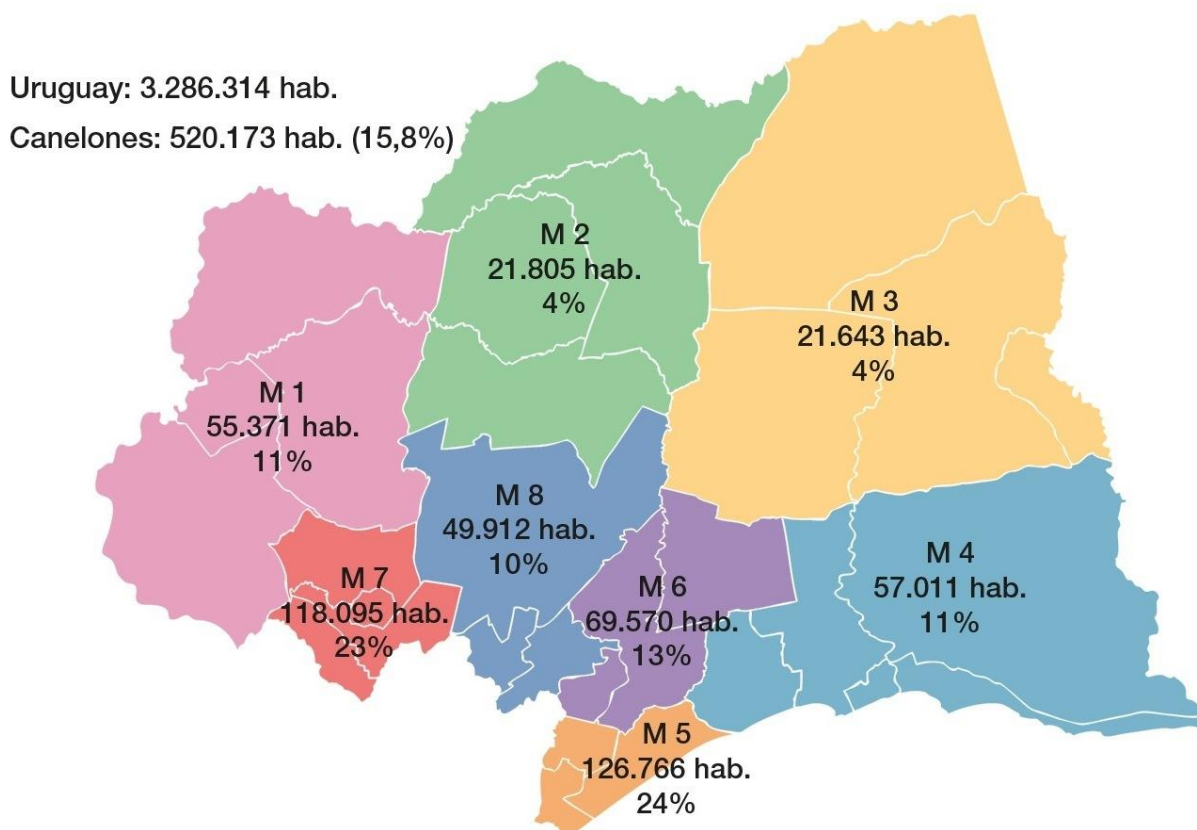 Uruguay: 3.286.314 hab.
Canelones: 520.173 hab. (15,8%)
M 2
21.805 hab.
4%
M 3
21.643 hab.
4%
M 1
55.371 hab.
11%
M 8
49.912 hab.
10%
M 4
57.011 hab.
11%
M 7
118.095 hab.
23%
M 6
69.570 hab.
13%
M 5
126.766 hab.
24%